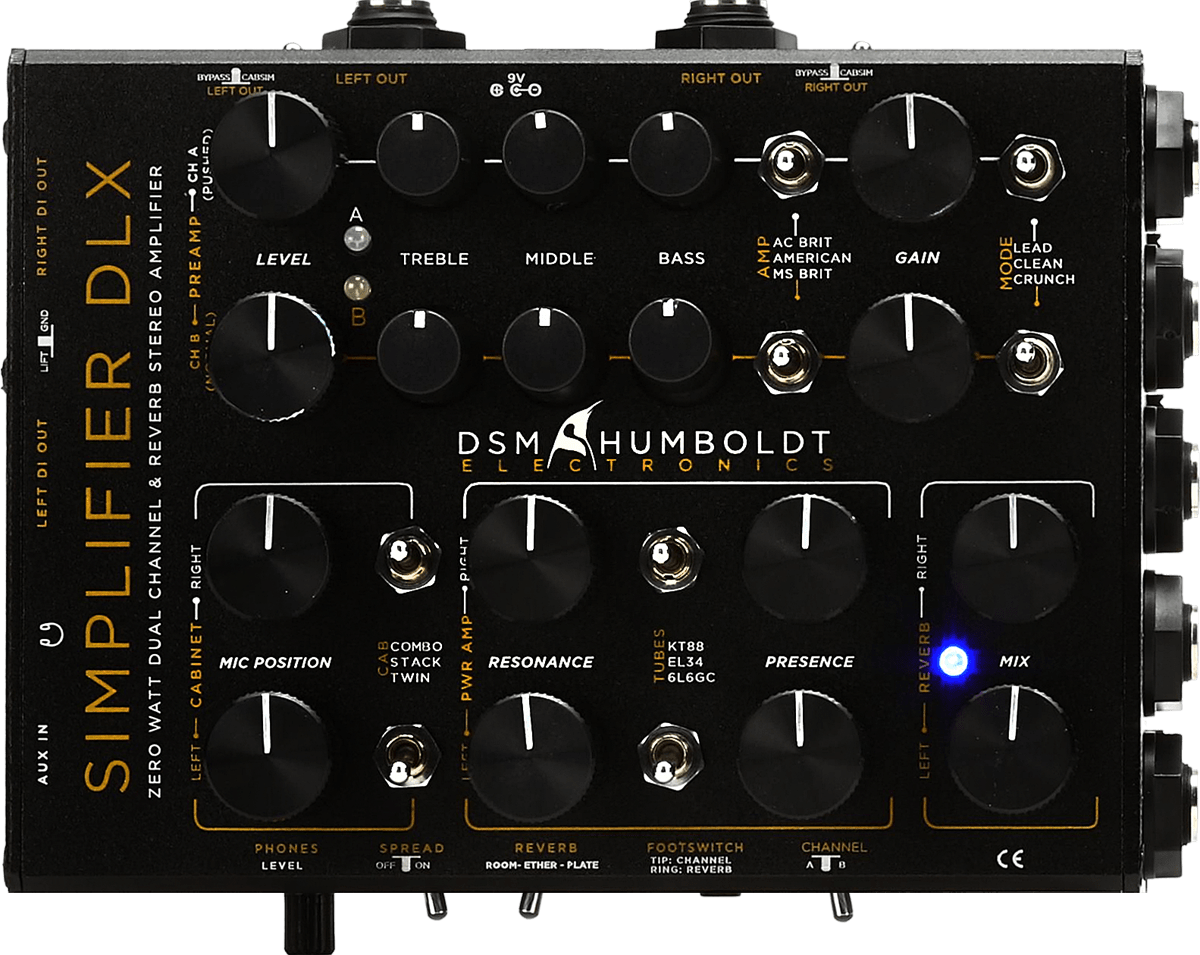 BYPASS CABSIM
LEFT OUT
LEFT OUT
9V
RIGHT OUT
BYPASS CABSIM
RIGHT OUT
RIGHT DI OUT
LIFT GND
LEFT DI OUT
AUX IN
SIMPLIFIER DLX
ZERO WATT DUAL CHANNEL & REVERB STEREO AMPLIFIER
CH B PREAMP CH A
(NORMAL) (PUSHED)
A
B
LEVEL
TREBLE
MIDDLE
BASS
AMP
AC BRIT
AMERICAN
MS BRIT
GAIN
MODE
LEAD
CLEAN
CRUNCH
DSM HUMBOLDT
ELECTRONICS
LEFT CABINET RIGHT
MIC POSITION
CAB
COMBO
STACK
TWIN
LEFT PWR AMP RIGHT
RESONANCE
TUBES
KT88
EL34
6L6GC
PRESENCE
LEFT REVERB RIGHT
MIX
PHONES
LEVEL
SPREAD
OFF ON
REVERB
ROOM- ETHER - PLATE
FOOTSWITCH
TIP: CHANNEL
RING: REVERB
CHANNEL
A B
CE